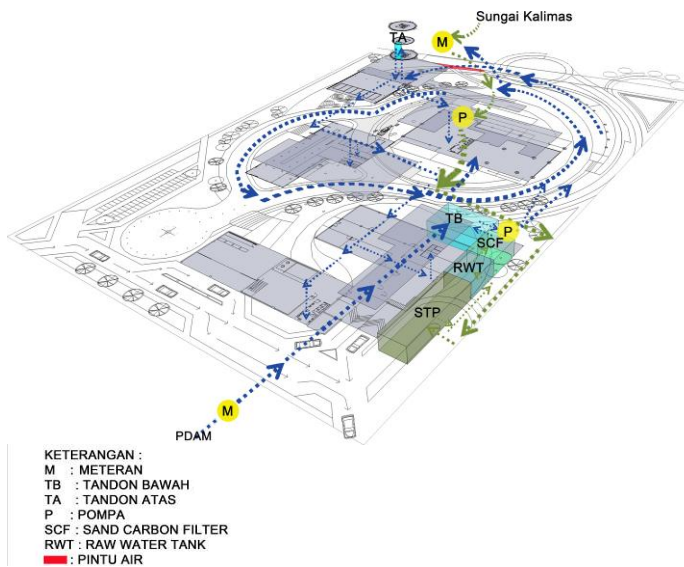 Sungai Kalimas
M
TA
P
TB
P
SCF
RWT
STP
M
PDAM
KETERANGAN :
M : METERAN
TB : TANDON BAWAH
TA : TANDON ATAS
P : POMPA
SCF : SAND CARBON FILTER
RWT : RAW WATER TANK
: PINTU AIR